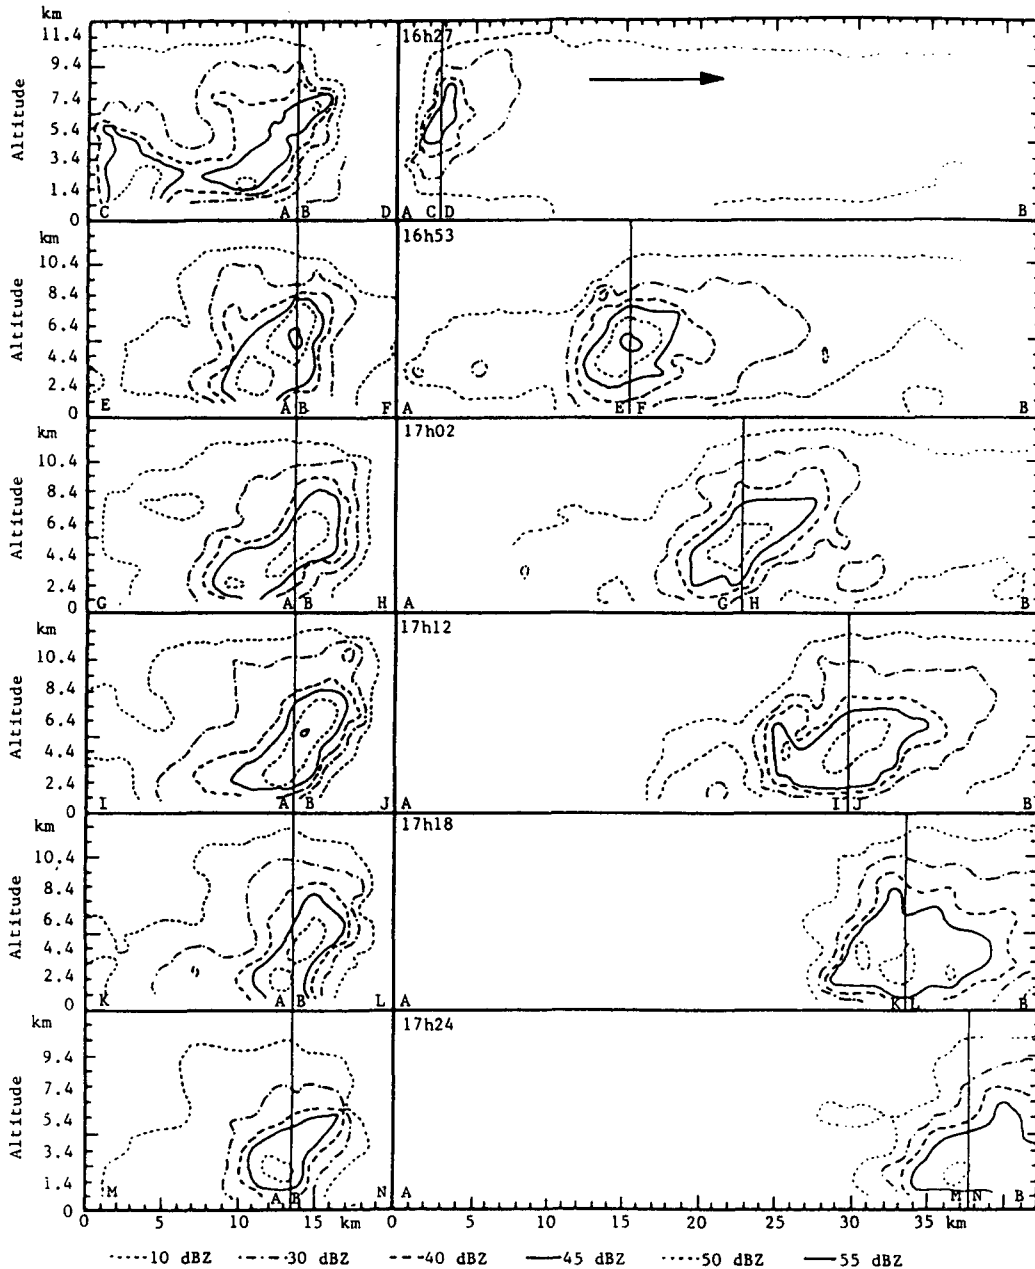 km
11.4
9.4
7.4
5.4
3.4
1.4
0
Altitude
C A B D
16h27
A C D B
km
10.4
8.4
6.4
4.4
2.4
0
Altitude
E A B F
16h53
A E F B
km
10.4
8.4
6.4
4.4
2.4
0
Altitude
G A B H
17h02
A G H B
km
10.4
8.4
6.4
4.4
2.4
0
Altitude
I A B J
17h12
A I J B
km
10.4
8.4
6.4
4.4
2.4
0
Altitude
K A B L
17h18
A K L B
km
9.4
7.4
5.4
3.4
1.4
0
Altitude
M A B N
17h24
A M N B
0 5 10 15 km 0 5 10 15 20 25 30 35 km
10 dBZ 30 dBZ 40 dBZ 45 dBZ 50 dBZ 55 dBZ